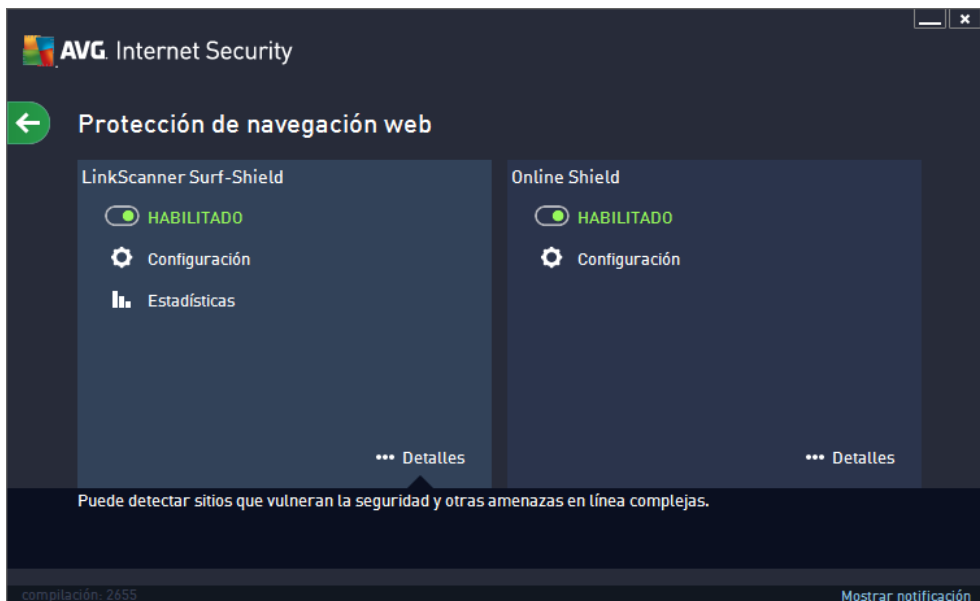 AVG. Internet Security
Protección de navegación web
LinkScanner Surf-Shield
HABILITADO
Configuración
Estadísticas
Detalles
Online Shield
HABILITADO
Configuración
Detalles
Puede detectar sitios que vulneran la seguridad y otras amenazas en línea complejas.
compilación: 2655
Mostrar notificación